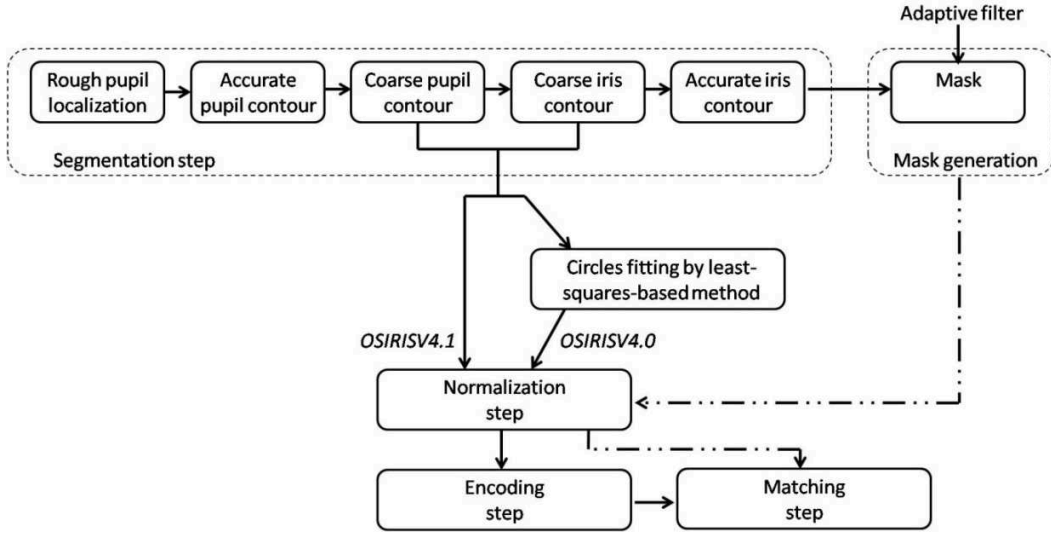 Adaptive filter
Rough pupil
localization
Accurate
pupil contour
Coarse pupil
contour
Coarse iris
contour
Accurate iris
contour
Mask
Segmentation step
Mask generation
Circles fitting by least-
squares-based method
OSIRISV4.1
OSIRISV4.0
Normalization
step
Encoding
step
Matching
step